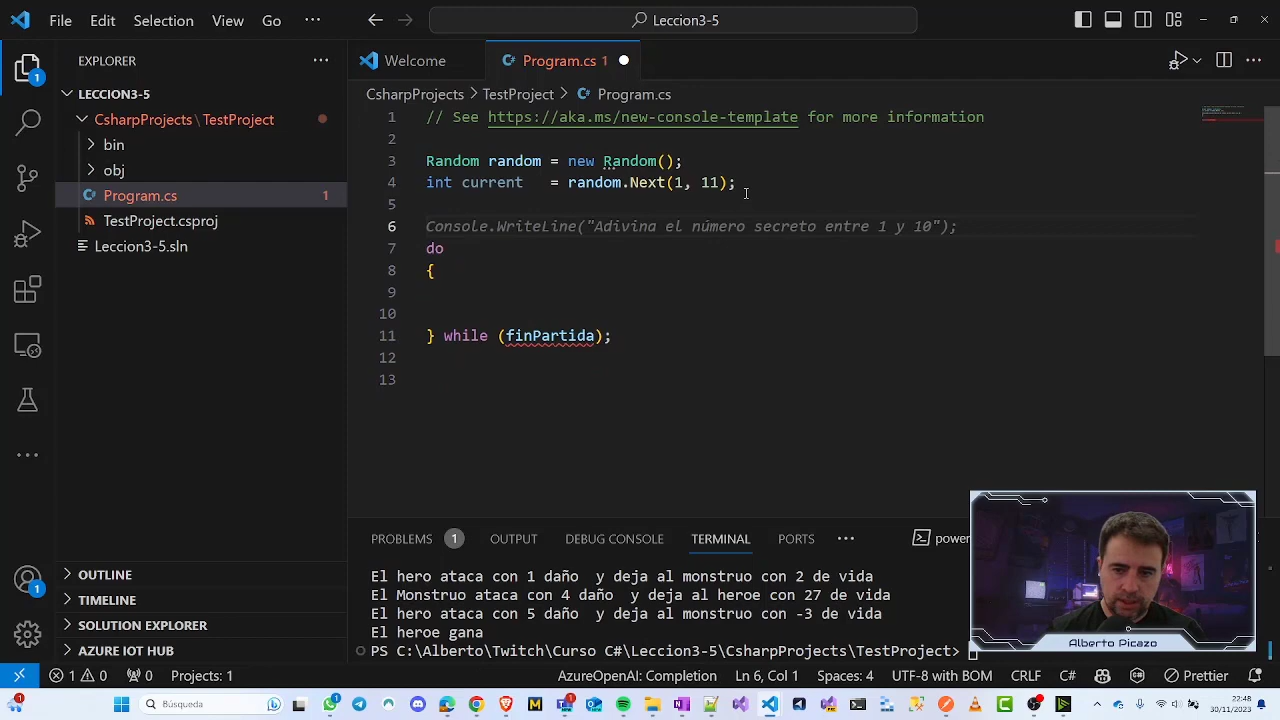 File Edit Selection View Go ··· Leccion3-5
EXPLORER ···
LECCION3-5
CsharpProjects \ TestProject
bin
obj
Program.cs 1
TestProject.csproj
Leccion3-5.sln
OUTLINE
TIMELINE
SOLUTION EXPLORER
AZURE IOT HUB
Welcome Program.cs 1
CsharpProjects > TestProject > Program.cs
1 // See https://aka.ms/new-console-template for more information
2
3 Random random = new Random();
4 int current = random.Next(1, 11);
5
6 Console.WriteLine("Adivina el número secreto entre 1 y 10");
7 do
8 {
9
10
11 } while (finPartida);
12
13
PROBLEMS 1 OUTPUT DEBUG CONSOLE TERMINAL PORTS ··· power
El hero ataca con 1 daño y deja al monstruo con 2 de vida
El Monstruo ataca con 4 daño y deja al heroe con 27 de vida
El hero ataca con 5 daño y deja al monstruo con -3 de vida
El heroe gana
PS C:\Alberto\Twitch\Curso C#\Leccion3-5\CsharpProjects\TestProject>
Alberto Picazo
1 0 0 Projects: 1 AzureOpenAI: Completion Ln 6, Col 1 Spaces: 4 UTF-8 with BOM CRLF C# Prettier
Búsqueda 22:48
30/11/2023